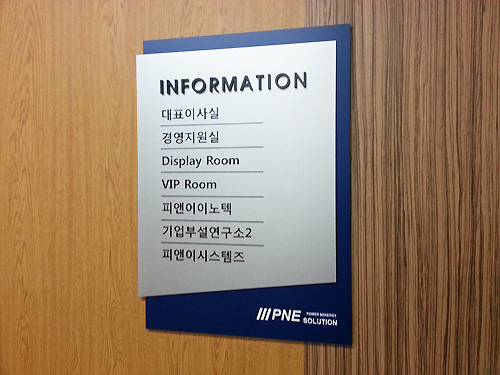 INFORMATION
대표이사실
경영지원실
Display Room
VIP Room
피앤이이노텍
기업부설연구소2
피앤이시스템즈
PNE POWER & ENERGY SOLUTION